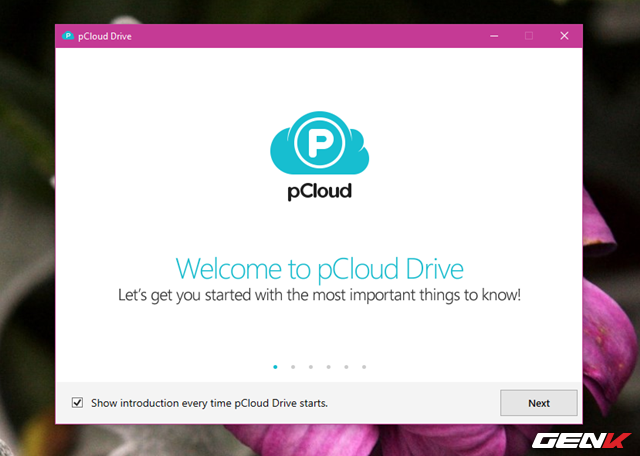 pCloud Drive
P
pCloud
Welcome to pCloud Drive
Let's get you started with the most important things to know!
Show introduction every time pCloud Drive starts.
Next
GENK